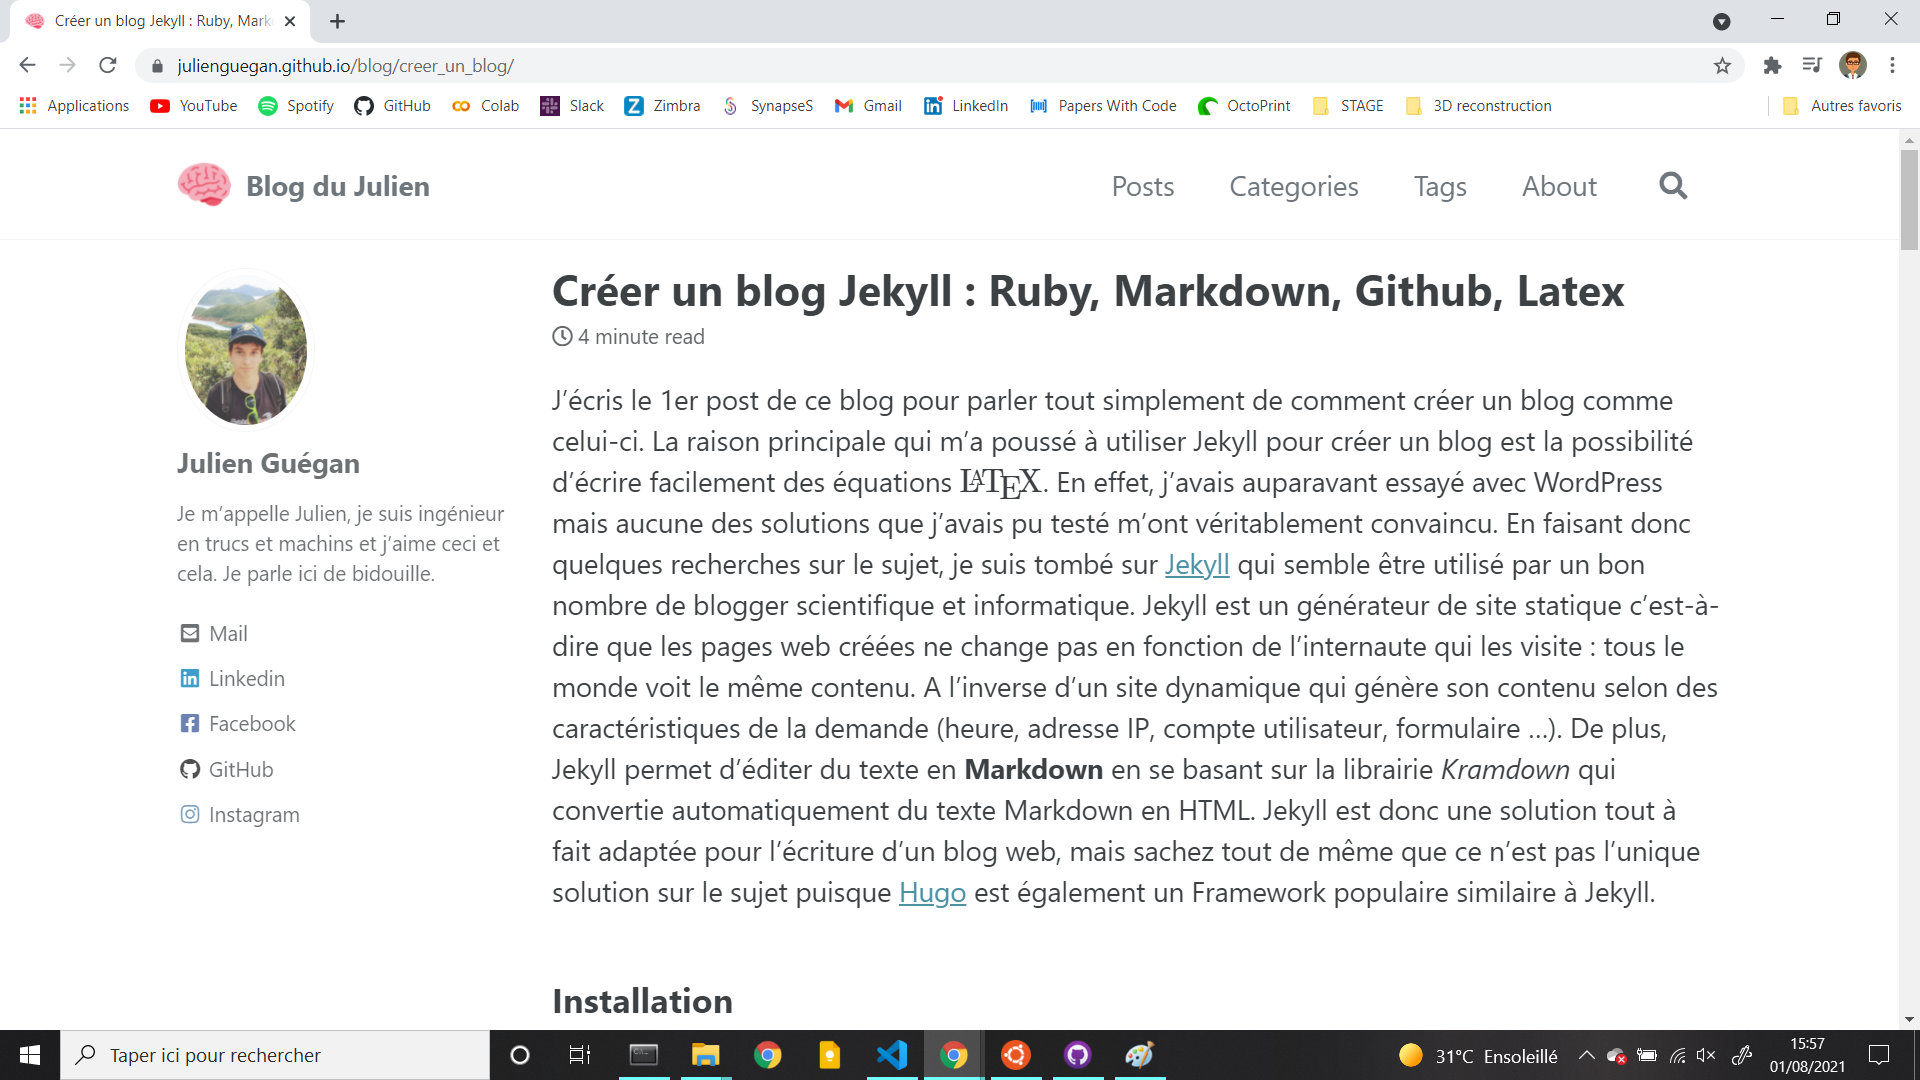 Créer un blog Jekyll : Ruby, Mark
julienguegan.github.io/blog/creer_un_blog/
Applications YouTube Spotify GitHub Colab Slack Zimbra SynapseS Gmail LinkedIn Papers With Code OctoPrint STAGE 3D reconstruction Autres favoris
Blog du Julien Posts Categories Tags About
Créer un blog Jekyll : Ruby, Markdown, Github, Latex
4 minute read
J’écris le 1er post de ce blog pour parler tout simplement de comment créer un blog comme
celui-ci. La raison principale qui m’a poussé à utiliser Jekyll pour créer un blog est la possibilité
d’écrire facilement des équations LATEX. En effet, j’avais auparavant essayé avec WordPress
mais aucune des solutions que j’avais pu testé m’ont véritablement convaincu. En faisant donc
quelques recherches sur le sujet, je suis tombé sur Jekyll qui semble être utilisé par un bon
nombre de blogger scientifique et informatique. Jekyll est un générateur de site statique c’est-à-
dire que les pages web créées ne change pas en fonction de l’internaute qui les visite : tous le
monde voit le même contenu. A l’inverse d’un site dynamique qui génère son contenu selon des
caractéristiques de la demande (heure, adresse IP, compte utilisateur, formulaire …). De plus,
Jekyll permet d’éditer du texte en Markdown en se basant sur la librairie Kramdown qui
convertie automatiquement du texte Markdown en HTML. Jekyll est donc une solution tout à
fait adaptée pour l’écriture d’un blog web, mais sachez tout de même que ce n’est pas l’unique
solution sur le sujet puisque Hugo est également un Framework populaire similaire à Jekyll.
Installation
Julien Guégan
Je m’appelle Julien, je suis ingénieur
en trucs et machins et j’aime ceci et
cela. Je parle ici de bidouille.
Mail
Linkedin
Facebook
GitHub
Instagram
Taper ici pour rechercher
31°C Ensoleillé
15:57
01/08/2021